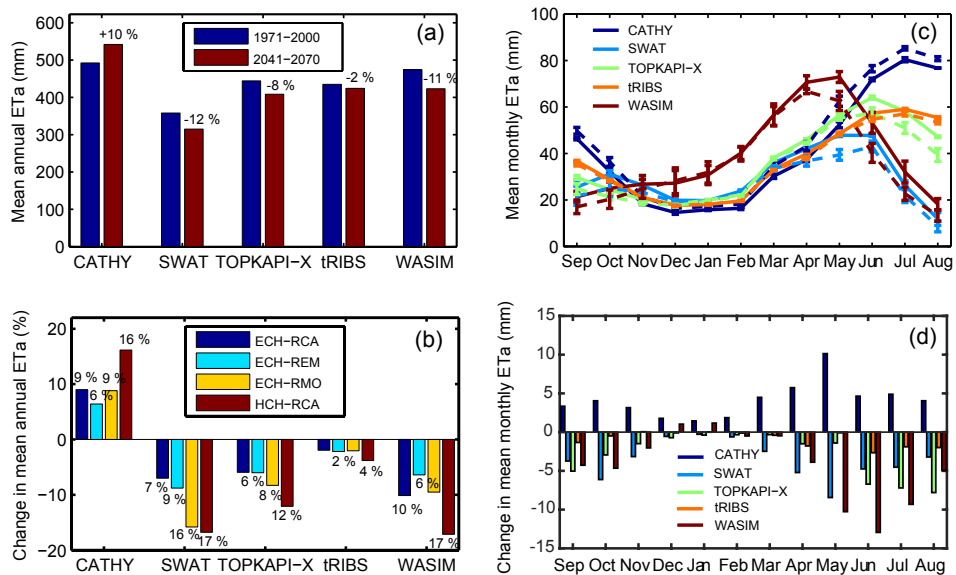 (a)
Mean annual ETa (mm)
600
500
400
300
200
100
0
1971−2000
2041−2070
+10 %
-12 %
-8 %
-2 %
-11 %
CATHY
SWAT
TOPKAPI−X
tRIBS
WASIM
(c)
Mean monthly ETa (mm)
100
80
60
40
20
0
CATHY
SWAT
TOPKAPI−X
tRIBS
WASIM
Sep Oct Nov Dec Jan Feb Mar Apr May Jun Jul Aug
(b)
Change in mean annual ETa (%)
20
10
0
−10
−20
ECH−RCA
ECH−REM
ECH−RMO
HCH−RCA
9 %
6 %
9 %
16 %
7 %
9 %
16 %
17 %
6 %
8 %
12 %
2 %
4 %
10 %
6 %
17 %
CATHY
SWAT
TOPKAPI−X
tRIBS
WASIM
(d)
Change in mean monthly ETa (mm)
15
10
5
0
-5
-10
-15
CATHY
SWAT
TOPKAPI−X
tRIBS
WASIM
Sep Oct Nov Dec Jan Feb Mar Apr May Jun Jul Aug